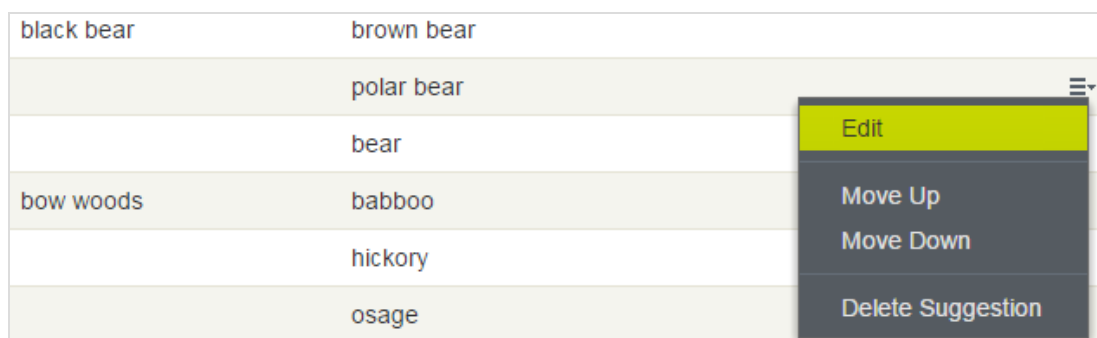 black bear brown bear
polar bear
bear
bow woods babboo
hickory
osage
Edit
Move Up
Move Down
Delete Suggestion